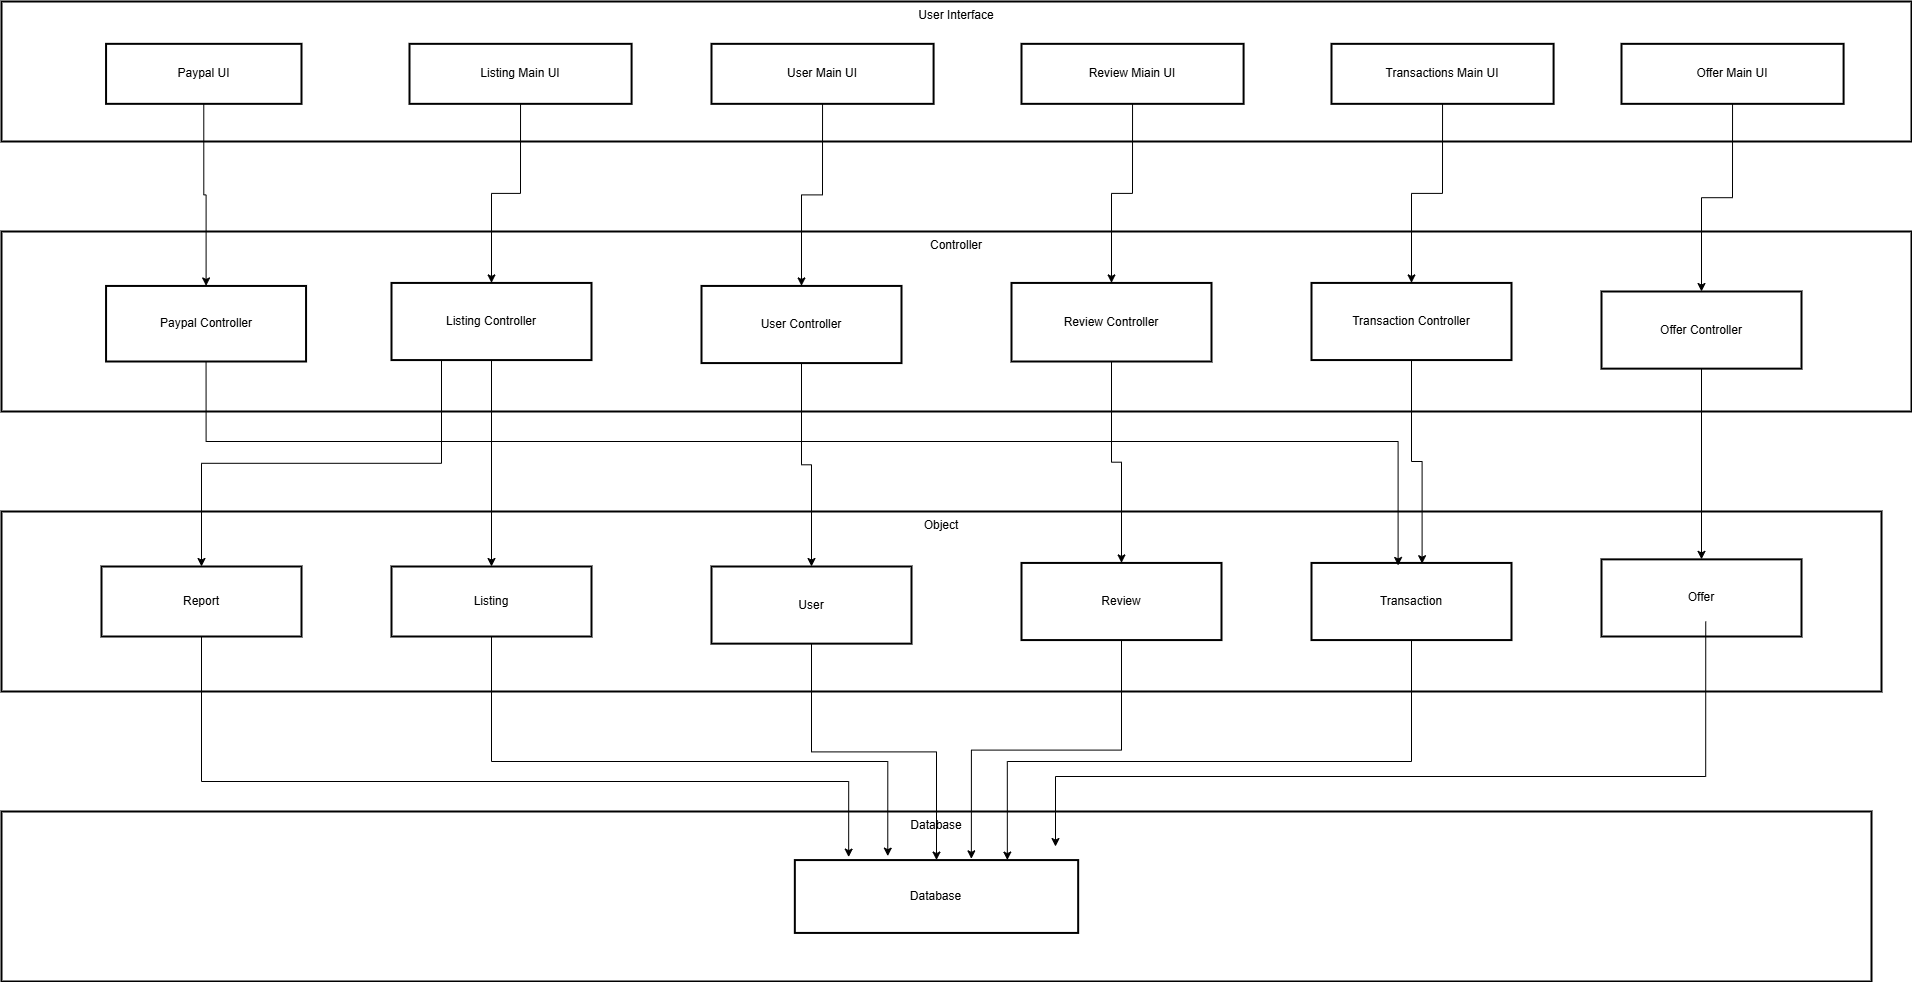 User Interface
Paypal UI
Listing Main UI
User Main UI
Review Miain UI
Transactions Main UI
Offer Main UI
Controller
Paypal Controller
Listing Controller
User Controller
Review Controller
Transaction Controller
Offer Controller
Object
Report
Listing
User
Review
Transaction
Offer
Database
Database